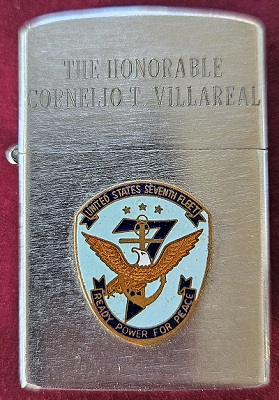 THE HONORABLE
CORNELIO T. VILLAREAL
UNITED STATES SEVENTH FLEET
7
READY POWER FOR PEACE